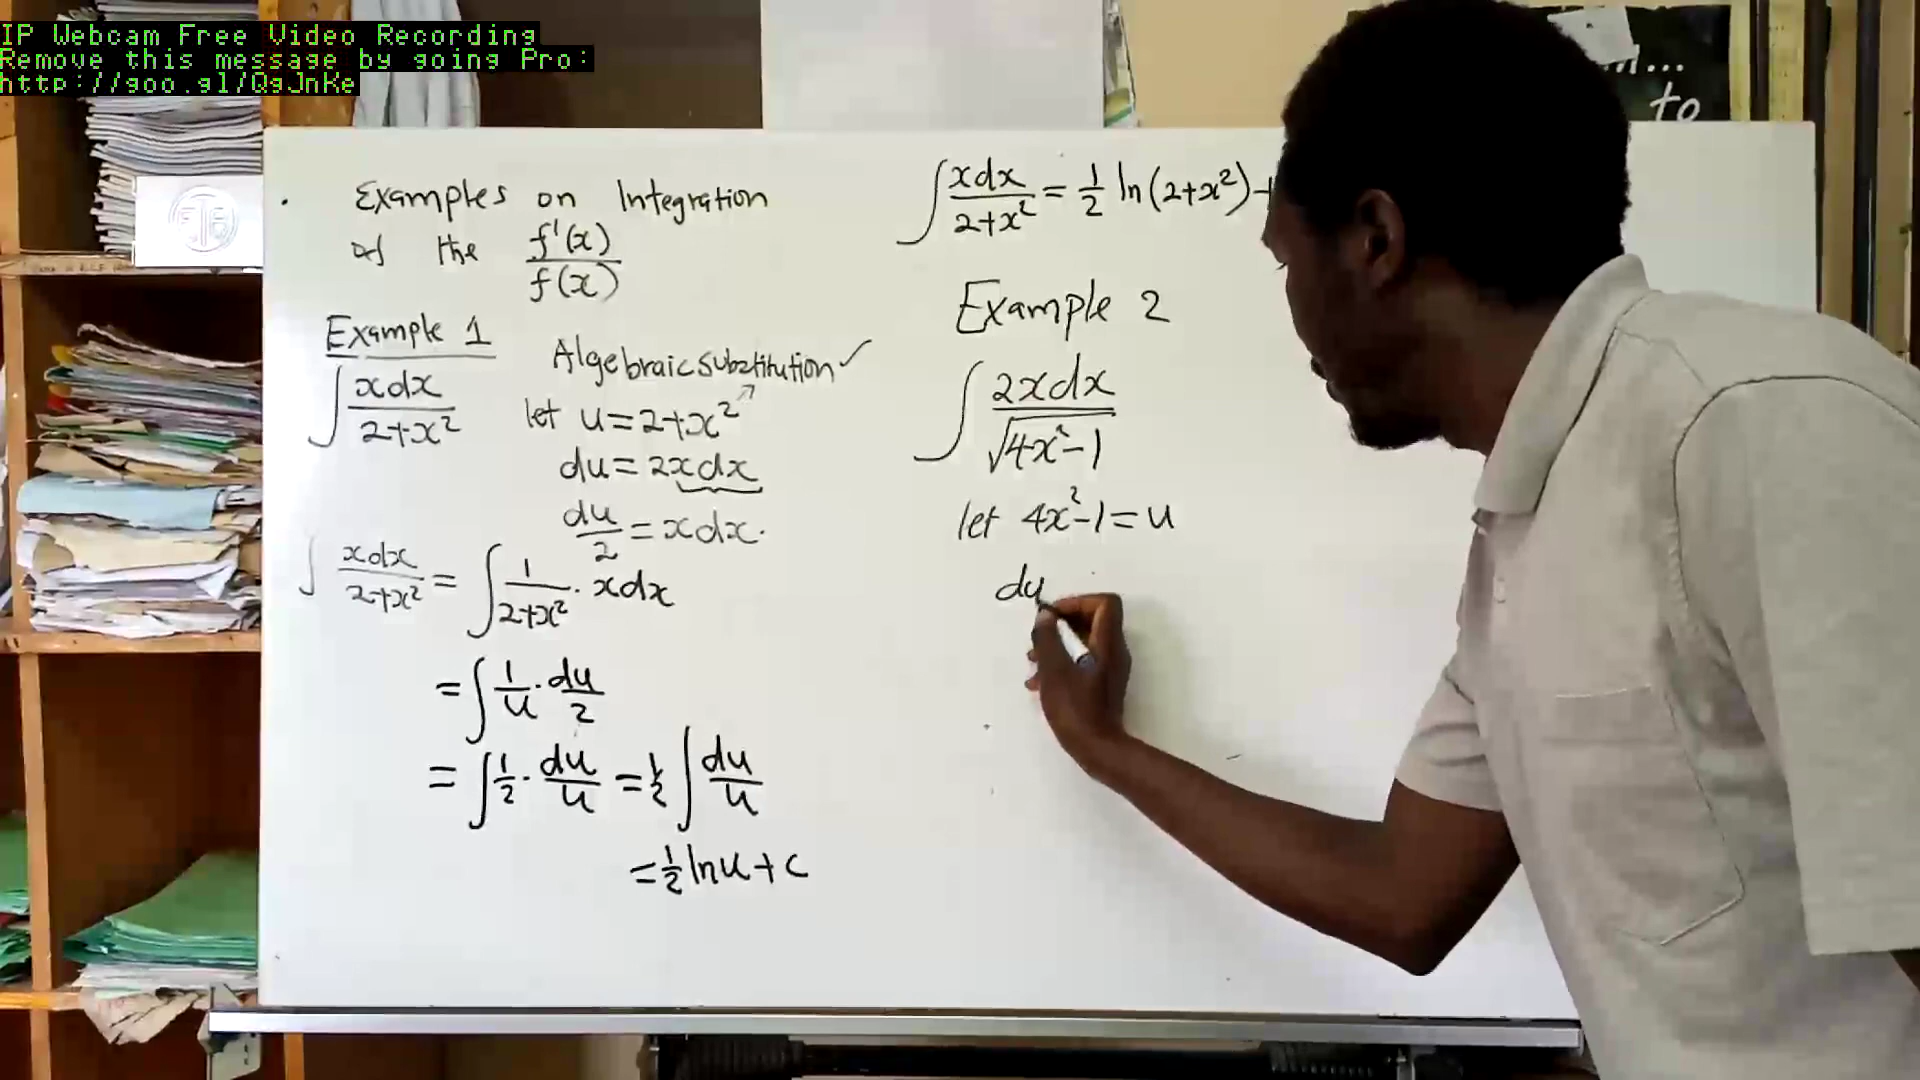 IP Webcam Free Video Recording
Remove this message by going Pro:
http://goo.gl/QgJnKe
to
Examples on Integration
of the f'(x)/f(x)
Example 1
∫ xdx/2+x²
Algebraic substitution ✓
let u=2+x²
du=2xdx
du/2=xdx.
∫ xdx/2+x² = ∫ 1/2+x² · xdx
= ∫ 1/u · du/2
= ∫ 1/2 · du/u = 1/2 ∫ du/u
= 1/2 ln u + c
∫ xdx/2+x² = 1/2 ln(2+x²)+
Example 2
∫ 2xdx/√4x²-1
let 4x²-1=u
du